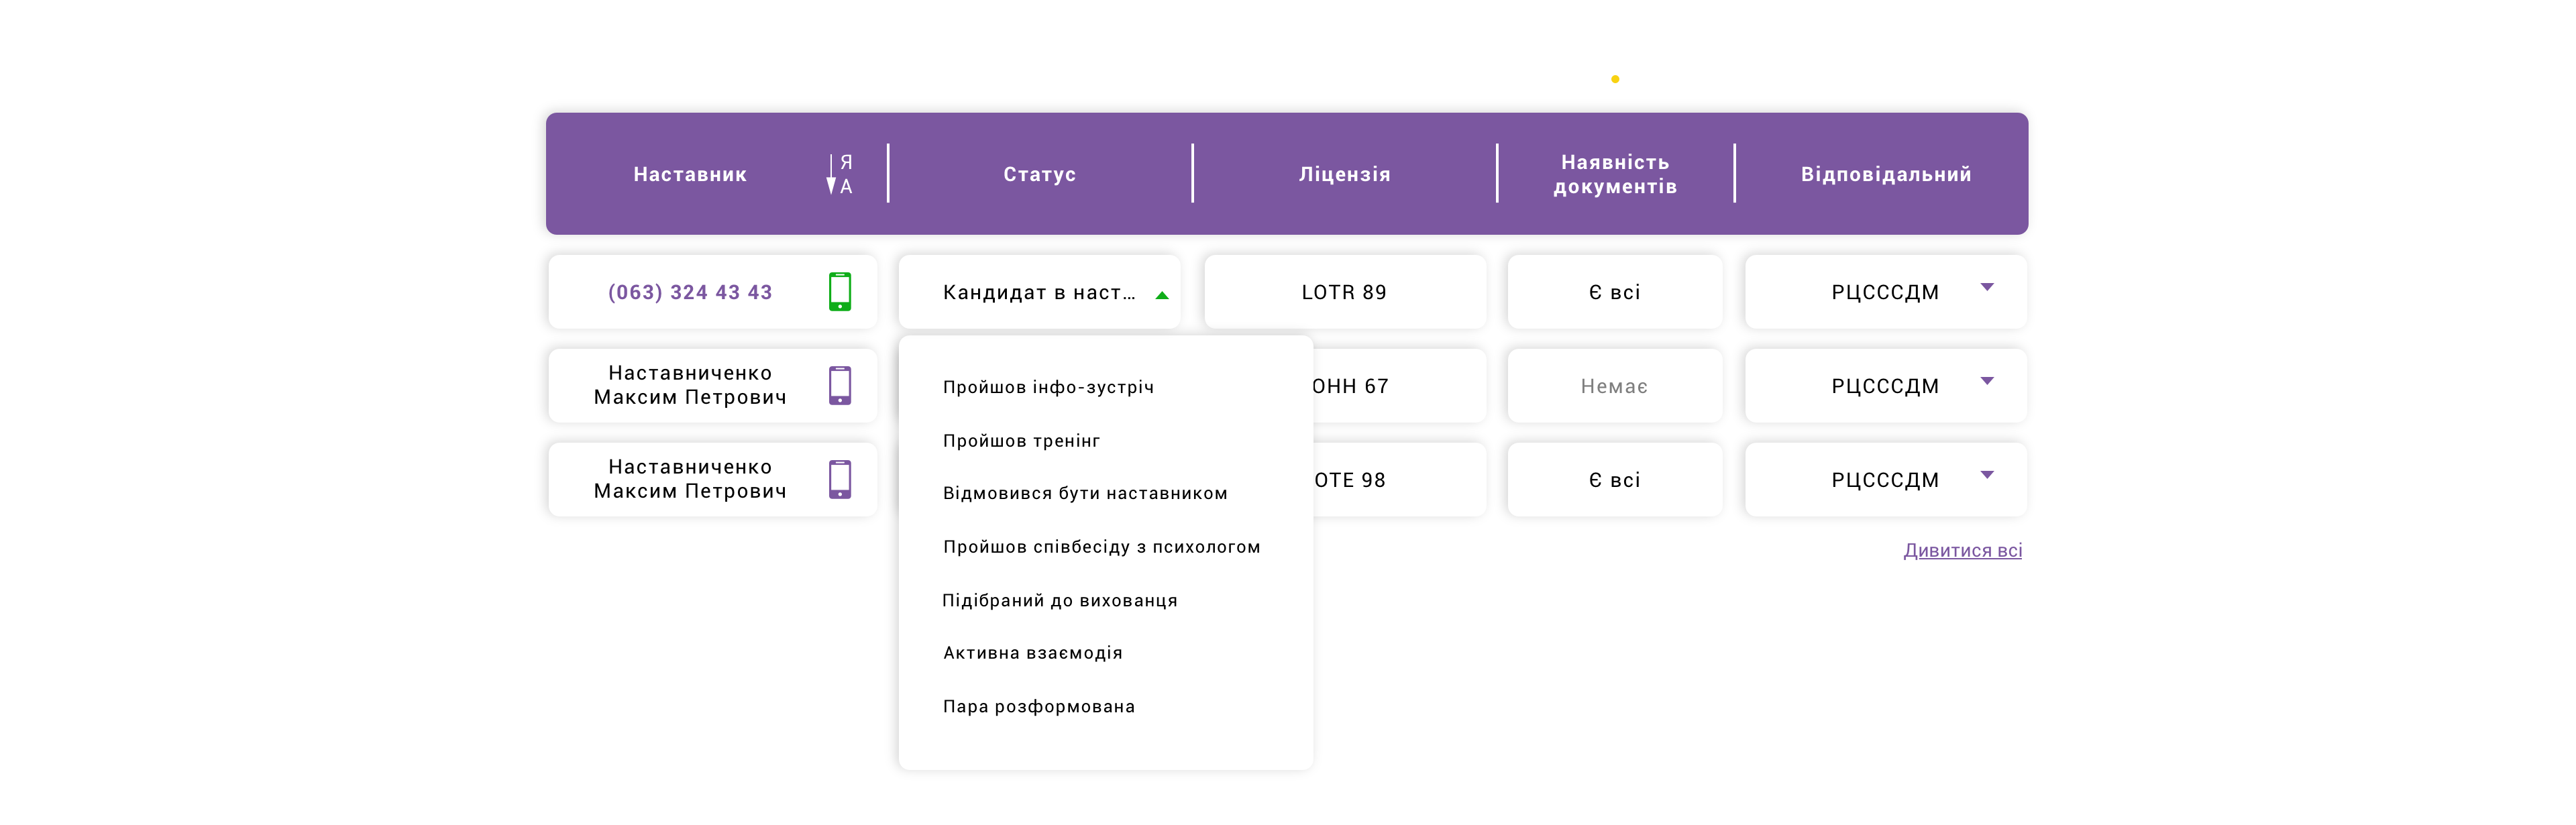 Наставник
Я
А
Статус
Ліцензія
Наявність
документів
Відповідальний
(063) 324 43 43
Кандидат в наст...
LOTR 89
Є всі
РЦСССДМ
Наставниченко
Максим Петрович
ОНН 67
Немає
РЦСССДМ
Наставниченко
Максим Петрович
OTE 98
Є всі
РЦСССДМ
Пройшов інфо-зустріч
Пройшов тренінг
Відмовився бути наставником
Пройшов співбесіду з психологом
Підібраний до вихованця
Активна взаємодія
Пара розформована
Дивитися всі